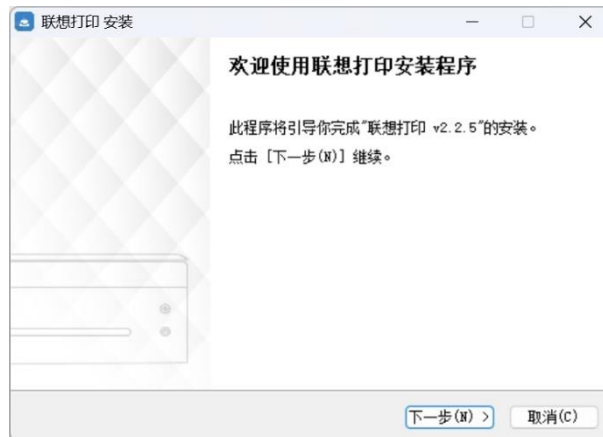 联想打印 安装
欢迎使用联想打印安装程序
此程序将引导你完成"联想打印 v2.2.5"的安装。
点击 [下一步(N)] 继续。
下一步(N) >
取消(C)